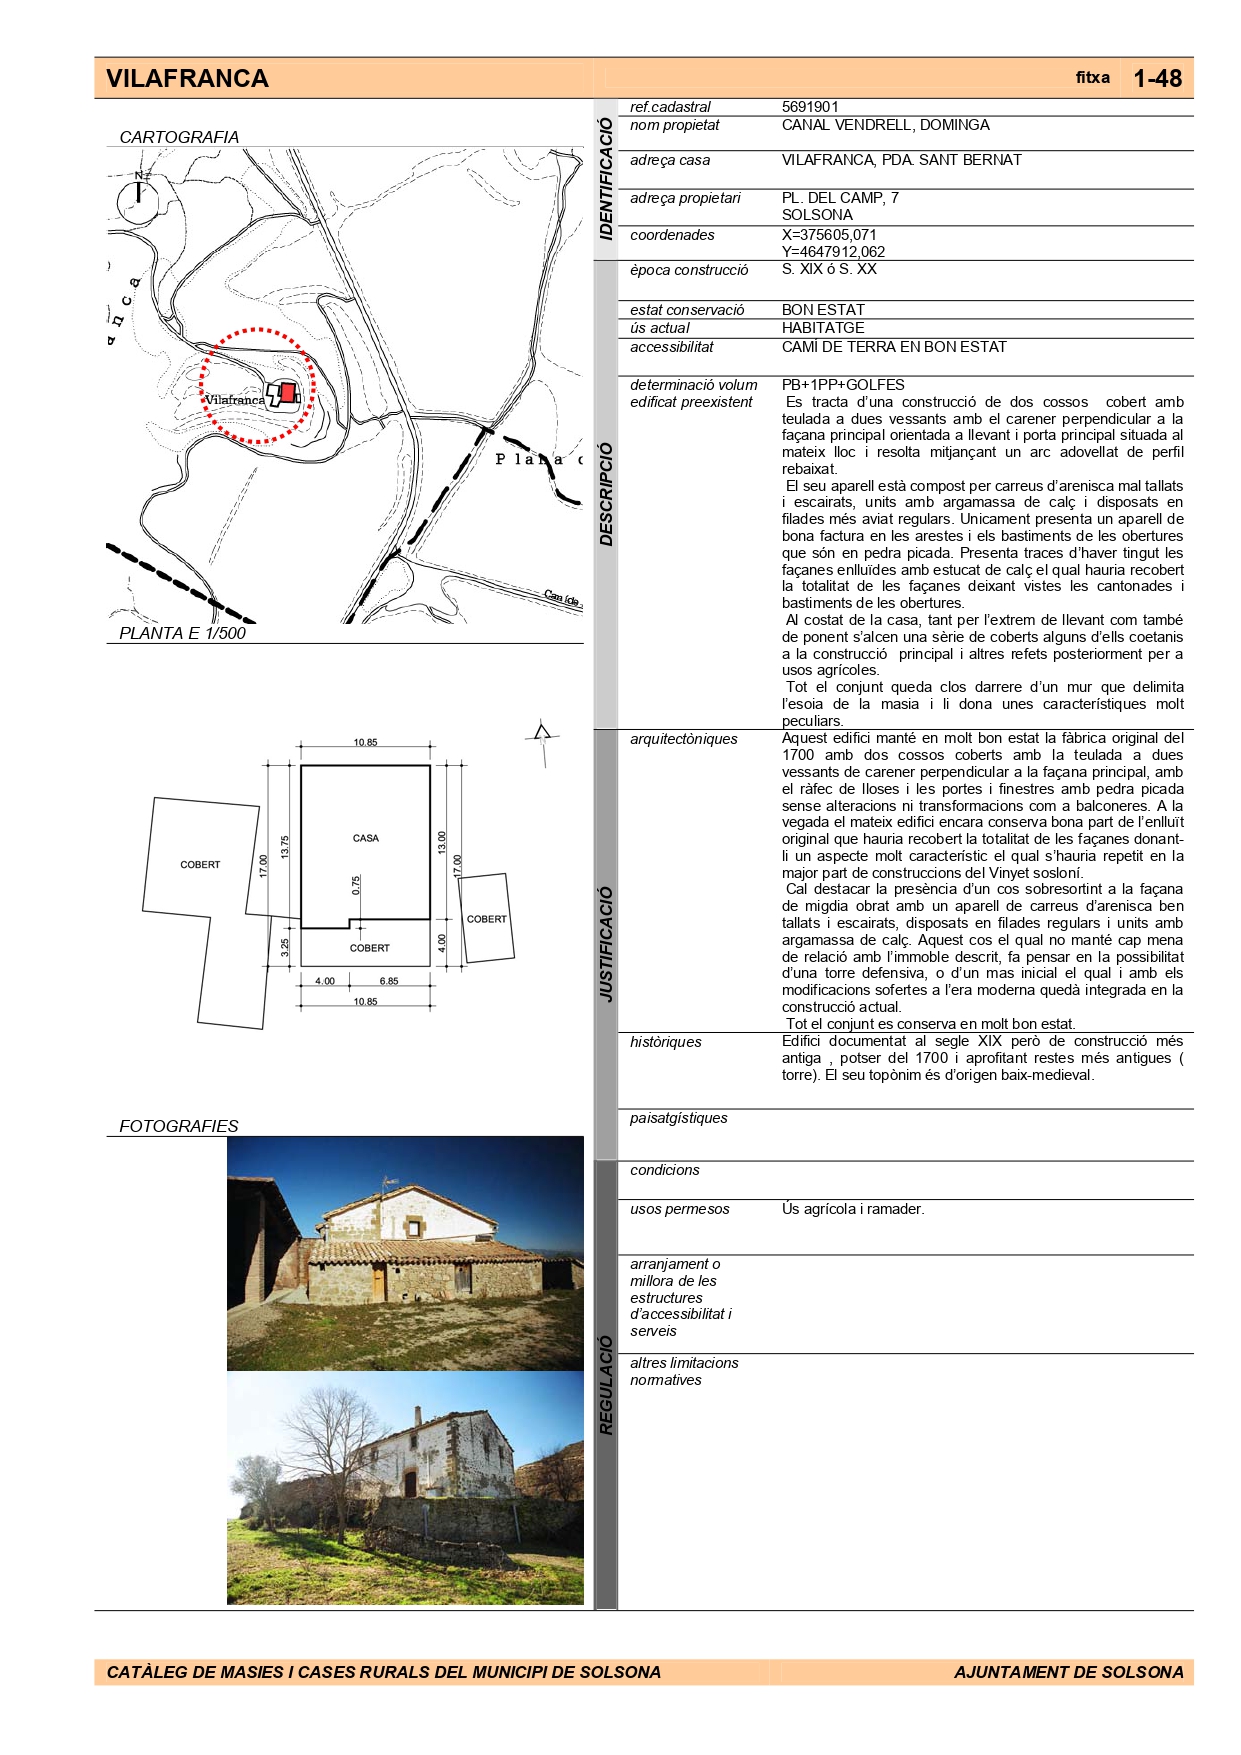 VILAFRANCA
fitxa 1-48
CARTOGRAFIA
N
anca
Vilafranca
Plana
PLANTA E 1/500
10.85
17.00
13.75
CASA
13.00
17.00
COBERT
0.75
COBERT
3.25
COBERT
4.00
4.00
6.85
10.85
FOTOGRAFIES
IDENTIFICACIÓ
ref.cadastral 5691901
nom propietat CANAL VENDRELL, DOMINGA
adreça casa VILAFRANCA, PDA. SANT BERNAT
adreça propietari PL. DEL CAMP, 7
SOLSONA
coordenades X=375605,071
Y=4647912,062
DESCRIPCIÓ
època construcció S. XIX ó S. XX
estat conservació BON ESTAT
ús actual HABITATGE
accessibilitat CAMÍ DE TERRA EN BON ESTAT
determinació volum PB+1PP+GOLFES
edificat preexistent Es tracta d’una construcció de dos cossos cobert amb
teulada a dues vessants amb el carener perpendicular a la
façana principal orientada a llevant i porta principal situada al
mateix lloc i resolta mitjançant un arc adovellat de perfil
rebaixat.
El seu aparell està compost per carreus d’arenisca mal tallats
i escairats, units amb argamassa de calç i disposats en
filades més aviat regulars. Unicament presenta un aparell de
bona factura en les arestes i els bastiments de les obertures
que són en pedra picada. Presenta traces d’haver tingut les
façanes enlluïdes amb estucat de calç el qual hauria recobert
la totalitat de les façanes deixant vistes les cantonades i
bastiments de les obertures.
Al costat de la casa, tant per l’extrem de llevant com també
de ponent s’alcen una sèrie de coberts alguns d’ells coetanis
a la construcció principal i altres refets posteriorment per a
usos agrícoles.
Tot el conjunt queda clos darrere d’un mur que delimita
l’esoia de la masia i li dona unes característiques molt
peculiars.
JUSTIFICACIÓ
arquitectòniques Aquest edifici manté en molt bon estat la fàbrica original del
1700 amb dos cossos coberts amb la teulada a dues
vessants de carener perpendicular a la façana principal, amb
el ràfec de lloses i les portes i finestres amb pedra picada
sense alteracions ni transformacions com a balconeres. A la
vegada el mateix edifici encara conserva bona part de l’enlluït
original que hauria recobert la totalitat de les façanes donant-
li un aspecte molt característic el qual s’hauria repetit en la
major part de construccions del Vinyet sosloní.
Cal destacar la presència d’un cos sobresortint a la façana
de migdia obrat amb un aparell de carreus d’arenisca ben
tallats i escairats, disposats en filades regulars i units amb
argamassa de calç. Aquest cos el qual no manté cap mena
de relació amb l’immoble descrit, fa pensar en la possibilitat
d’una torre defensiva, o d’un mas inicial el qual i amb els
modificacions sofertes a l’era moderna quedà integrada en la
construcció actual.
Tot el conjunt es conserva en molt bon estat.
històriques Edifici documentat al segle XIX però de construcció més
antiga , potser del 1700 i aprofitant restes més antigues (
torre). El seu topònim és d’origen baix-medieval.
paisatgístiques
REGULACIÓ
condicions
usos permesos Ús agrícola i ramader.
arranjament o
millora de les
estructures
d’accessibilitat i
serveis
altres limitacions
normatives
CATÀLEG DE MASIES I CASES RURALS DEL MUNICIPI DE SOLSONA AJUNTAMENT DE SOLSONA